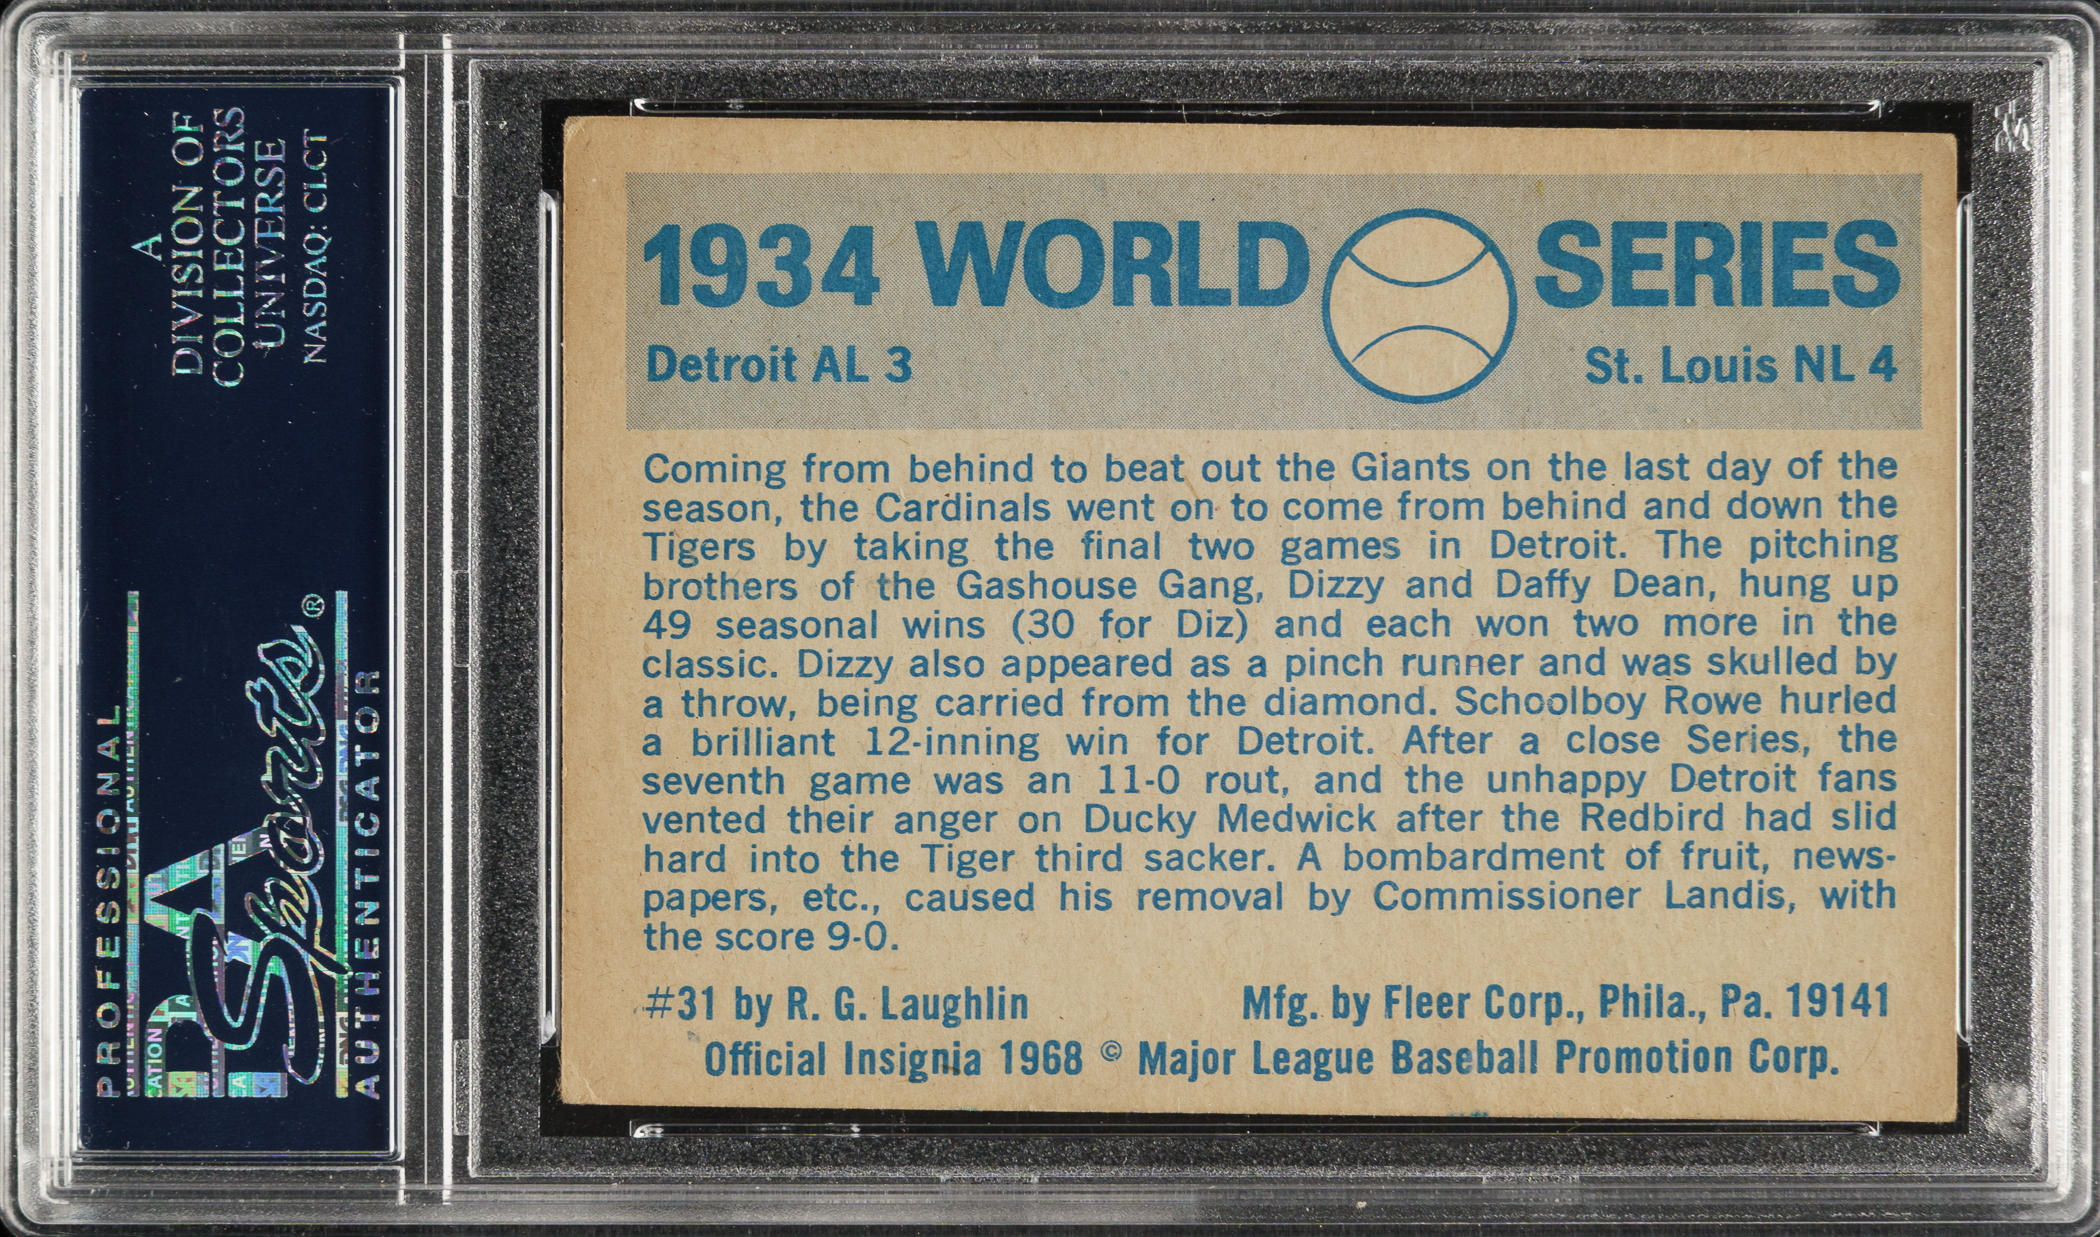 A
DIVISION OF
COLLECTORS
UNIVERSE
NASDAQ: CLCT
PROFESSIONAL
PSA
Sports®
AUTHENTICATOR
1934 WORLD SERIES
Detroit AL 3 St. Louis NL 4
Coming from behind to beat out the Giants on the last day of the
season, the Cardinals went on to come from behind and down the
Tigers by taking the final two games in Detroit. The pitching
brothers of the Gashouse Gang, Dizzy and Daffy Dean, hung up
49 seasonal wins (30 for Diz) and each won two more in the
classic. Dizzy also appeared as a pinch runner and was skulled by
a throw, being carried from the diamond. Schoolboy Rowe hurled
a brilliant 12-inning win for Detroit. After a close Series, the
seventh game was an 11-0 rout, and the unhappy Detroit fans
vented their anger on Ducky Medwick after the Redbird had slid
hard into the Tiger third sacker. A bombardment of fruit, news-
papers, etc., caused his removal by Commissioner Landis, with
the score 9-0.
#31 by R. G. Laughlin Mfg. by Fleer Corp., Phila., Pa. 19141
Official Insignia 1968 © Major League Baseball Promotion Corp.